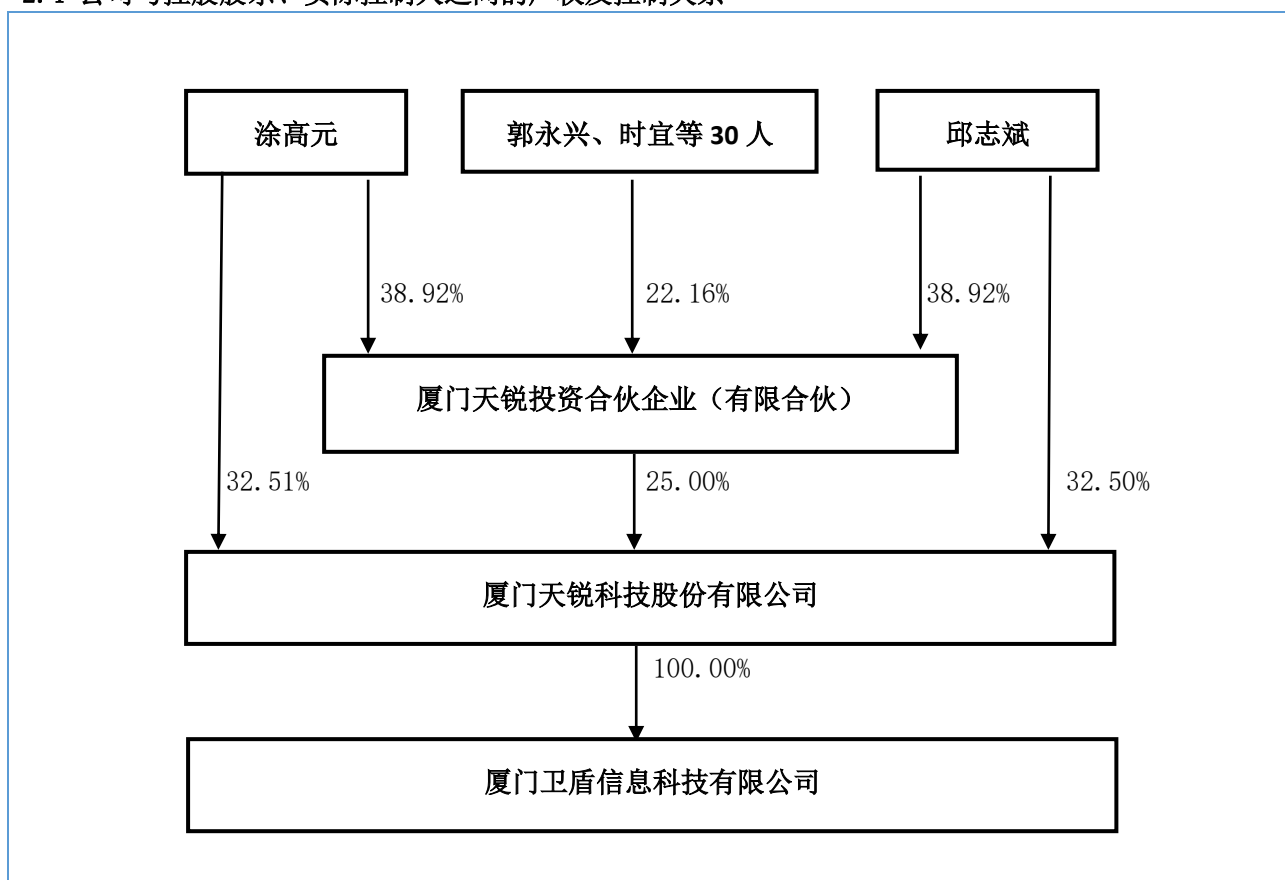 涂高元
郭永兴、时宜等 30 人
邱志斌
38.92%
22.16%
38.92%
厦门天锐投资合伙企业（有限合伙）
32.51%
25.00%
32.50%
厦门天锐科技股份有限公司
100.00%
厦门卫盾信息科技有限公司